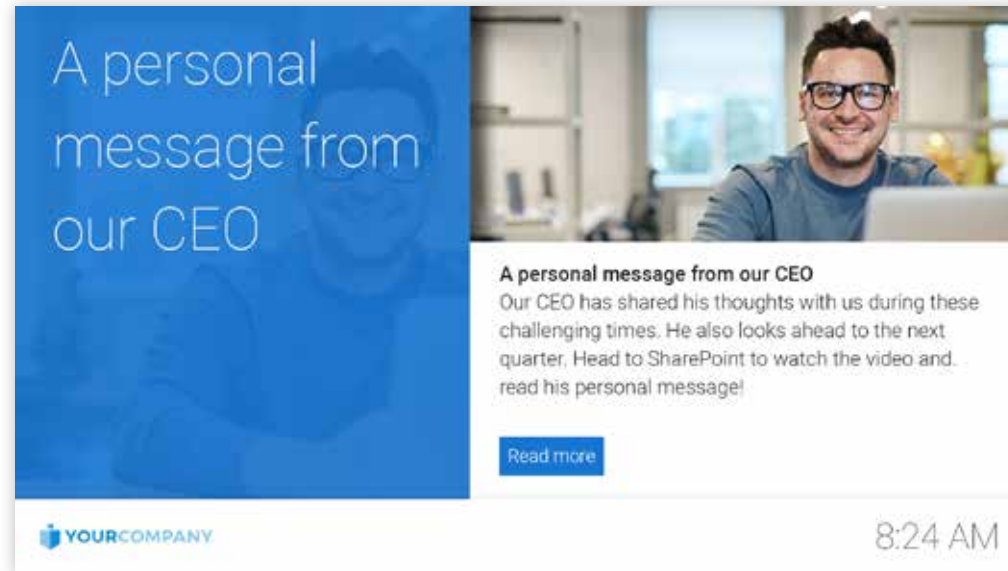 A personal
message from
our CEO
A personal message from our CEO
Our CEO has shared his thoughts with us during these
challenging times. He also looks ahead to the next
quarter. Head to SharePoint to watch the video and.
read his personal message!
Read more
YOURCOMPANY
8:24 AM